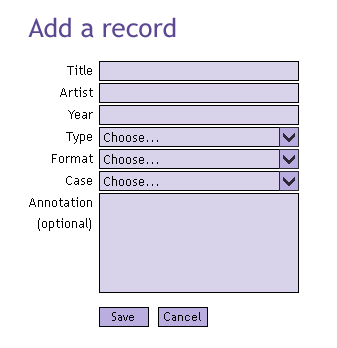 Add a record
Title
Artist
Year
Type Choose...
Format Choose...
Case Choose...
Annotation
(optional)
Save Cancel